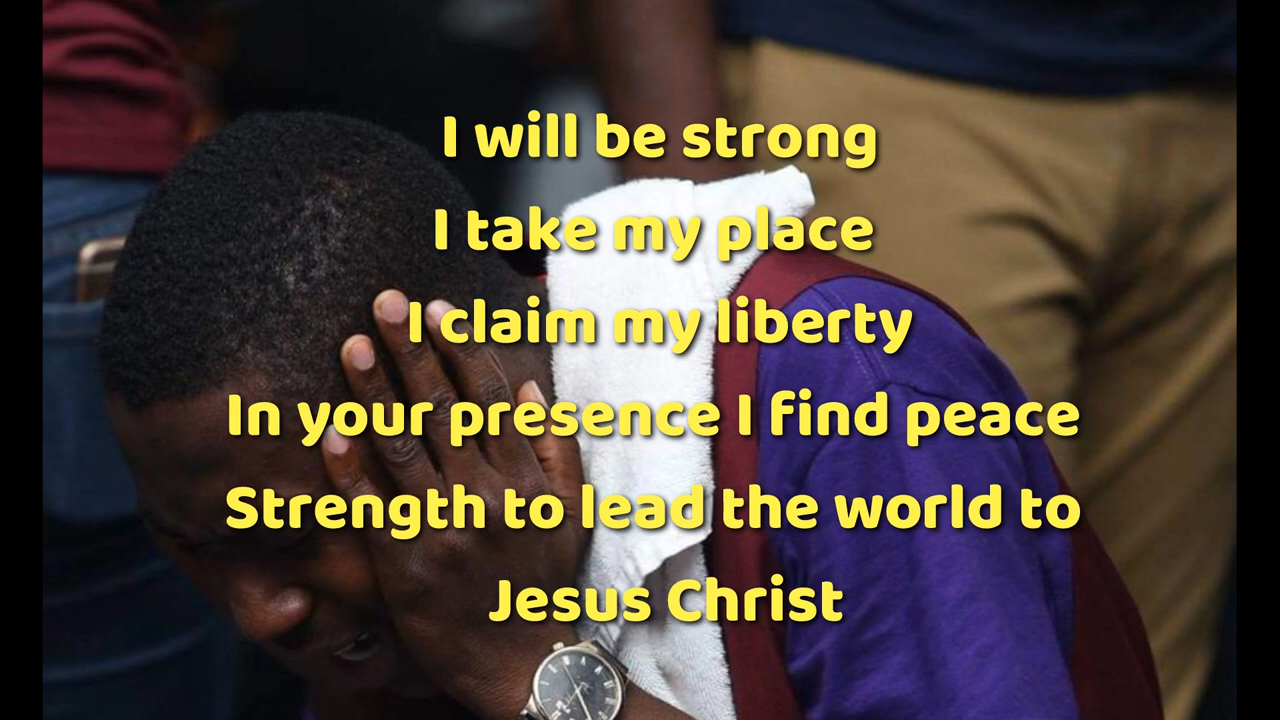 I will be strong
I take my place
I claim my liberty
In your presence I find peace
Strength to lead the world to
Jesus Christ